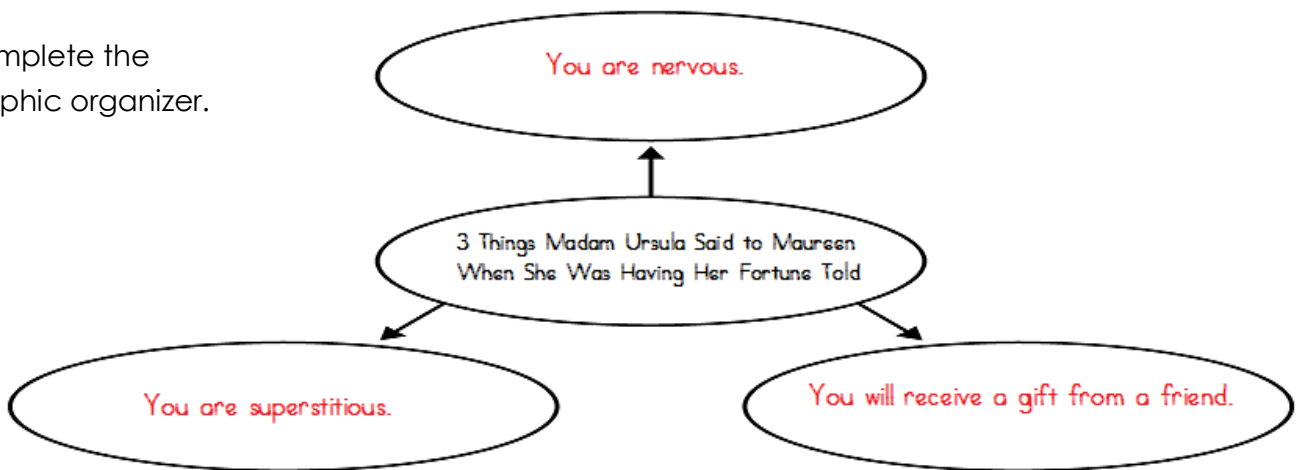 mplete the
phic organizer.
You are nervous.
3 Things Madam Ursula Said to Maureen
When She Was Having Her Fortune Told
You are superstitious.
You will receive a gift from a friend.